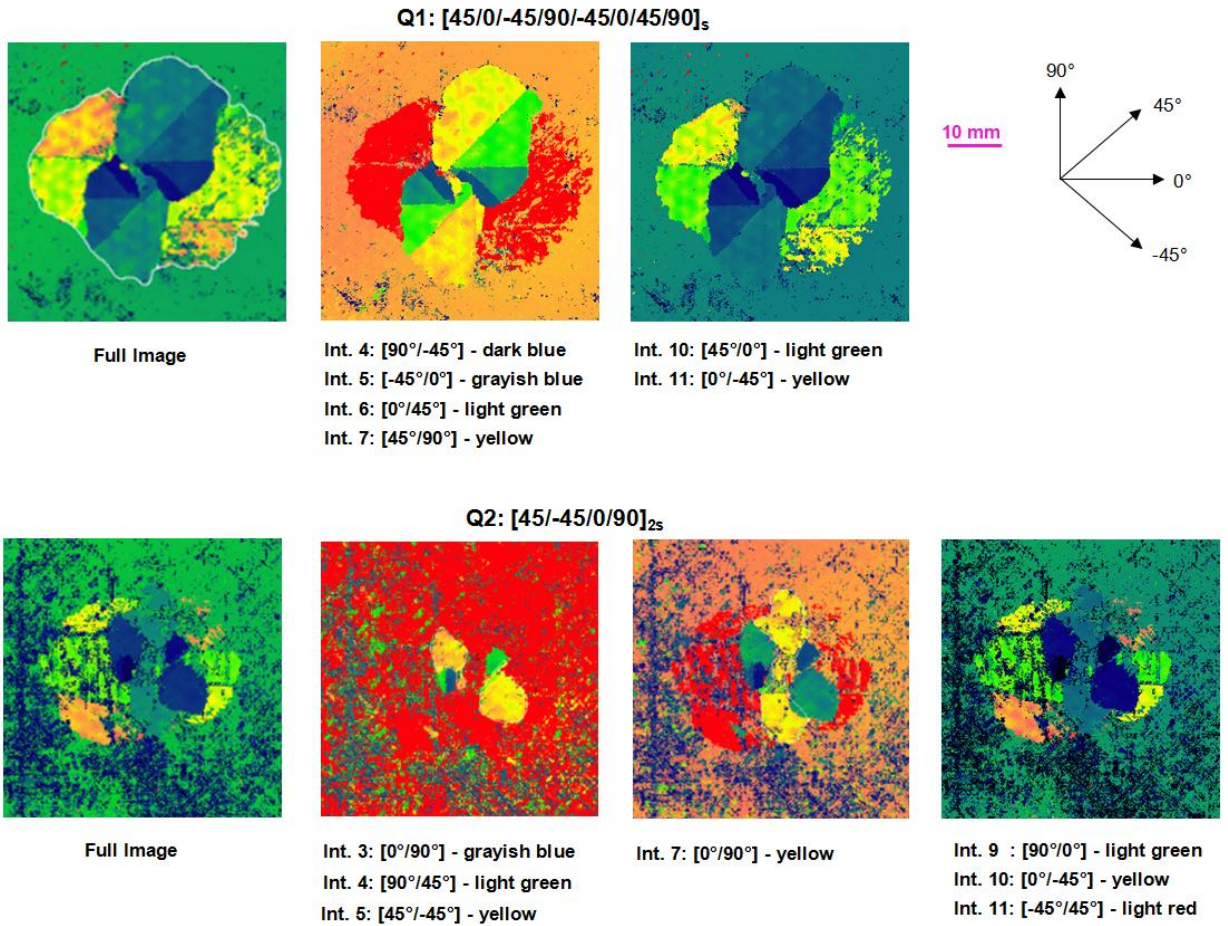 Q1: [45/0/-45/90/-45/0/45/90]s
90°
45°
10 mm
0°
-45°
Full Image
Int. 4: [90°/-45°] - dark blue
Int. 5: [-45°/0°] - grayish blue
Int. 6: [0°/45°] - light green
Int. 7: [45°/90°] - yellow
Int. 10: [45°/0°] - light green
Int. 11: [0°/-45°] - yellow
Q2: [45/-45/0/90]2s
Full Image
Int. 3: [0°/90°] - grayish blue
Int. 4: [90°/45°] - light green
Int. 5: [45°/-45°] - yellow
Int. 7: [0°/90°] - yellow
Int. 9 : [90°/0°] - light green
Int. 10: [0°/-45°] - yellow
Int. 11: [-45°/45°] - light red